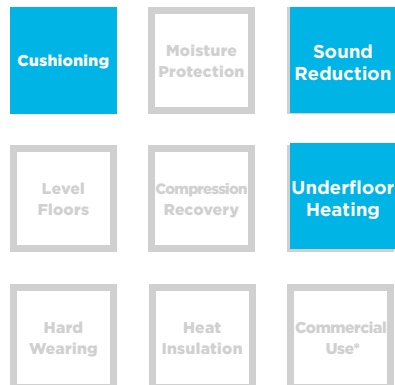 Cushioning
Moisture
Protection
Sound
Reduction
Level
Floors
Compression
Recovery
Underfloor
Heating
Hard
Wearing
Heat
Insulation
Commercial
Use*